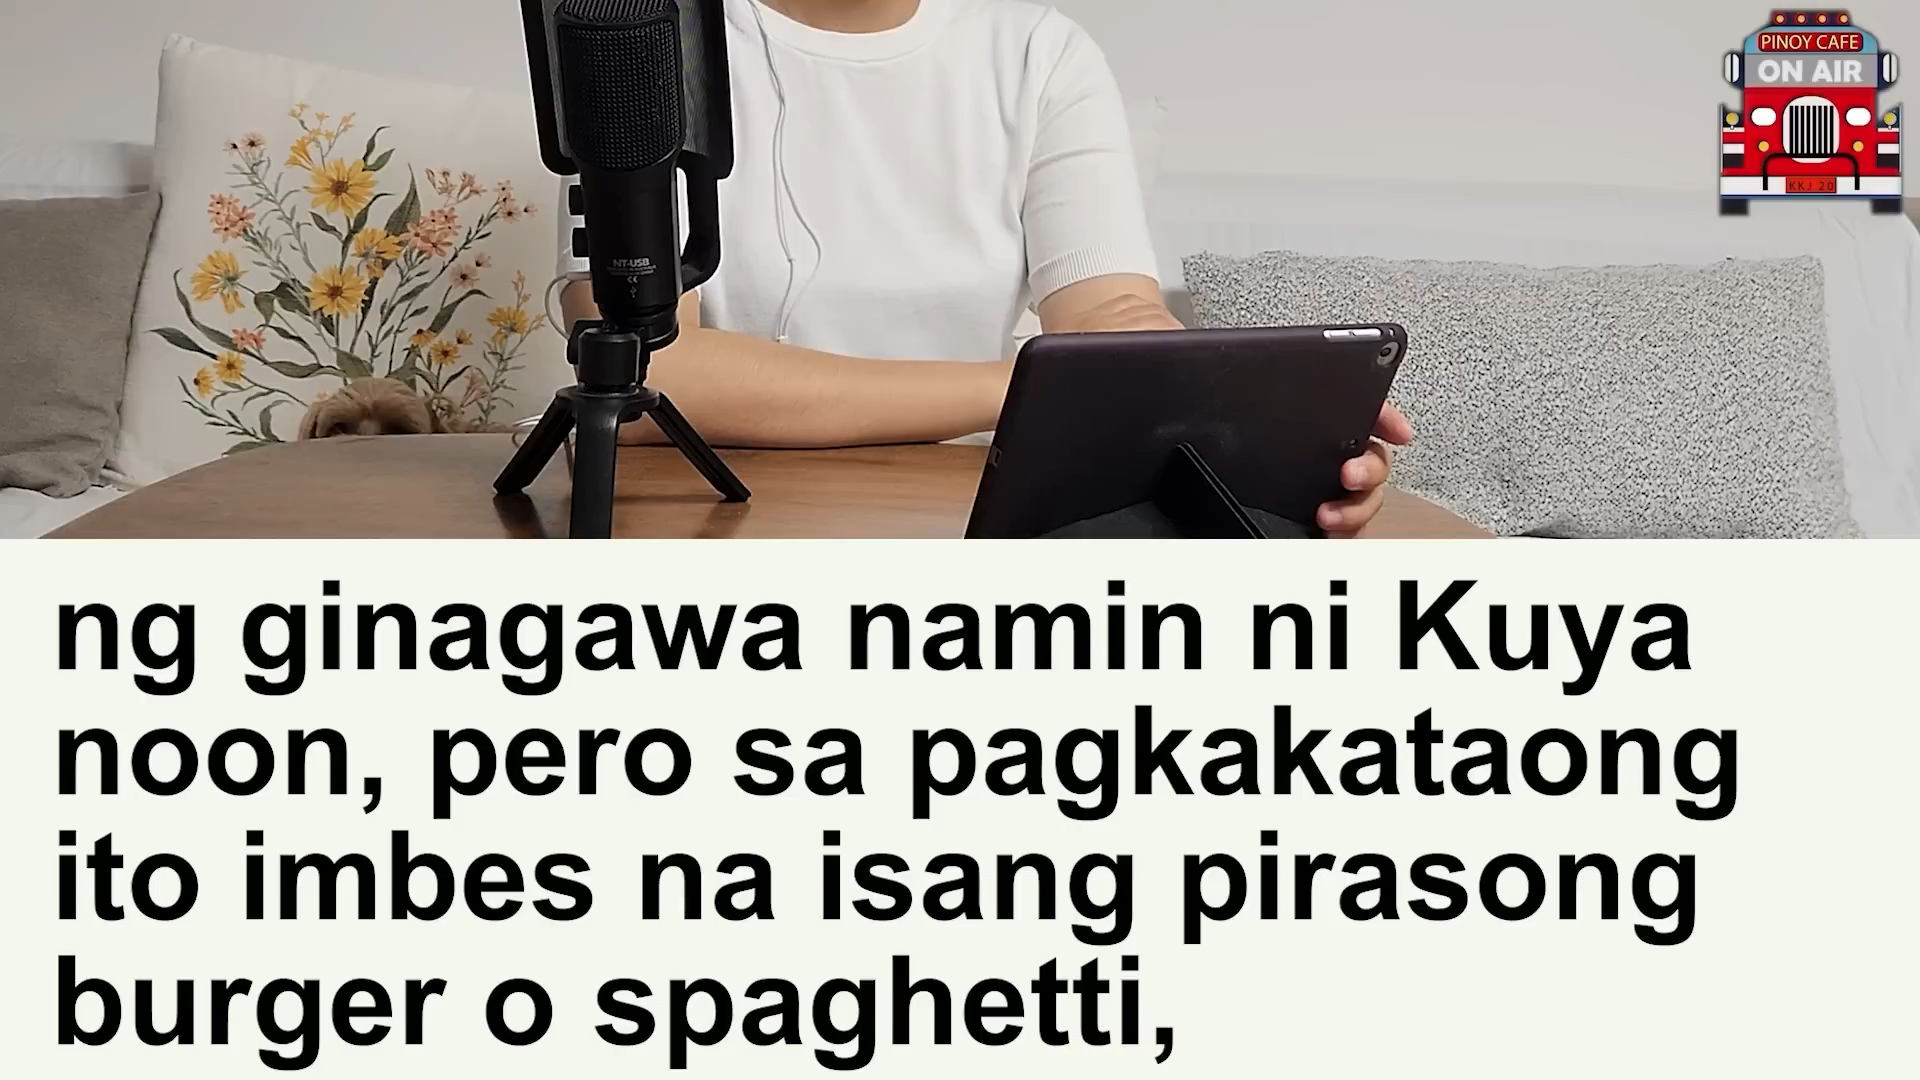 PINOY CAFE
ON AIR
KKJ 20
NT-USB
ng ginagawa namin ni Kuya
noon, pero sa pagkakataong
ito imbes na isang pirasong
burger o spaghetti,